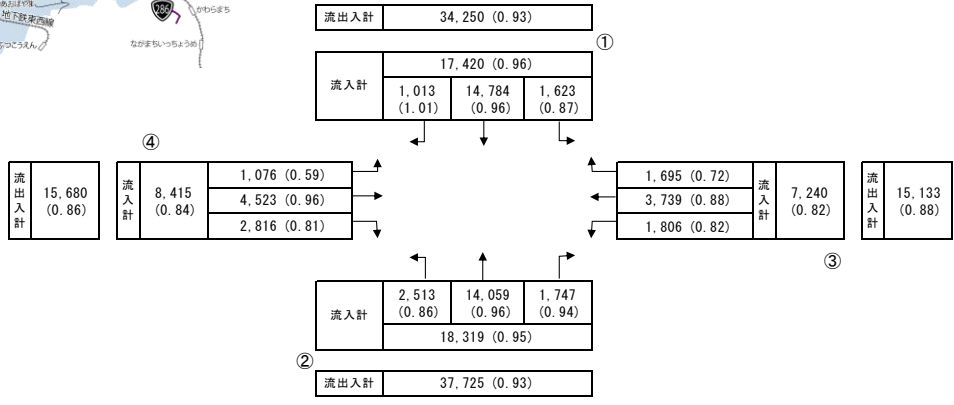 あおばやま
地下鉄東西線
286
かわらまち
ながまちいっちょうめ
流出入計 34,250 (0.93)
①
流入計
17,420 (0.96)
1,013 14,784 1,623
(1.01) (0.96) (0.87)
④
流出入計
15,680
(0.86)
流入計
8,415
(0.84)
1,076 (0.59)
4,523 (0.96)
2,816 (0.81)
1,695 (0.72)
3,739 (0.88)
1,806 (0.82)
流入計
7,240
(0.82)
流出入計
15,133
(0.88)
③
流入計
2,513 14,059 1,747
(0.86) (0.96) (0.94)
18,319 (0.95)
②
流出入計 37,725 (0.93)